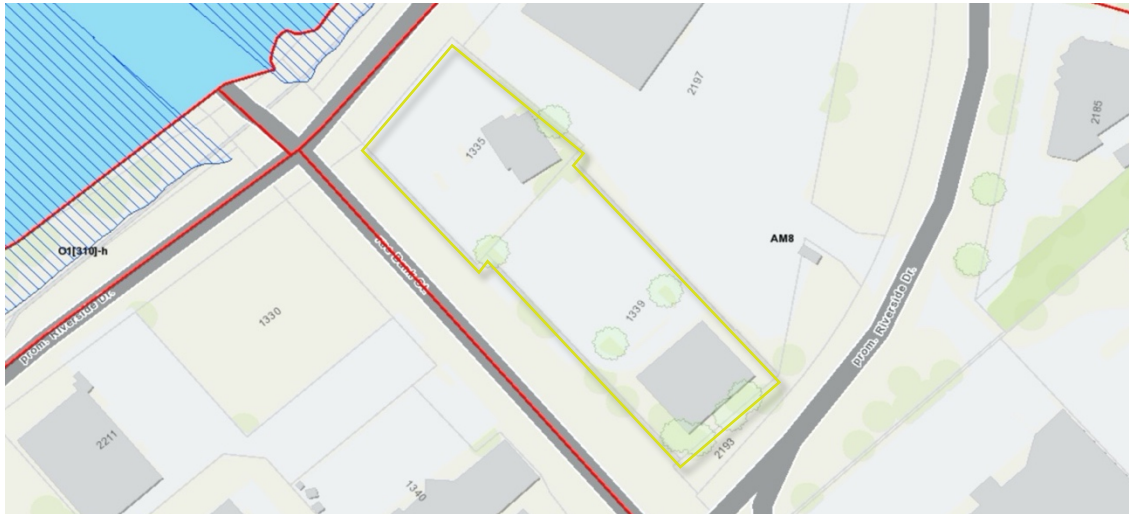 2197
2185
1335
O1[310]-h
AM8
prom. Riverside Dr.
1330
1339
prom. Riverside Dr.
2211
2193
1340